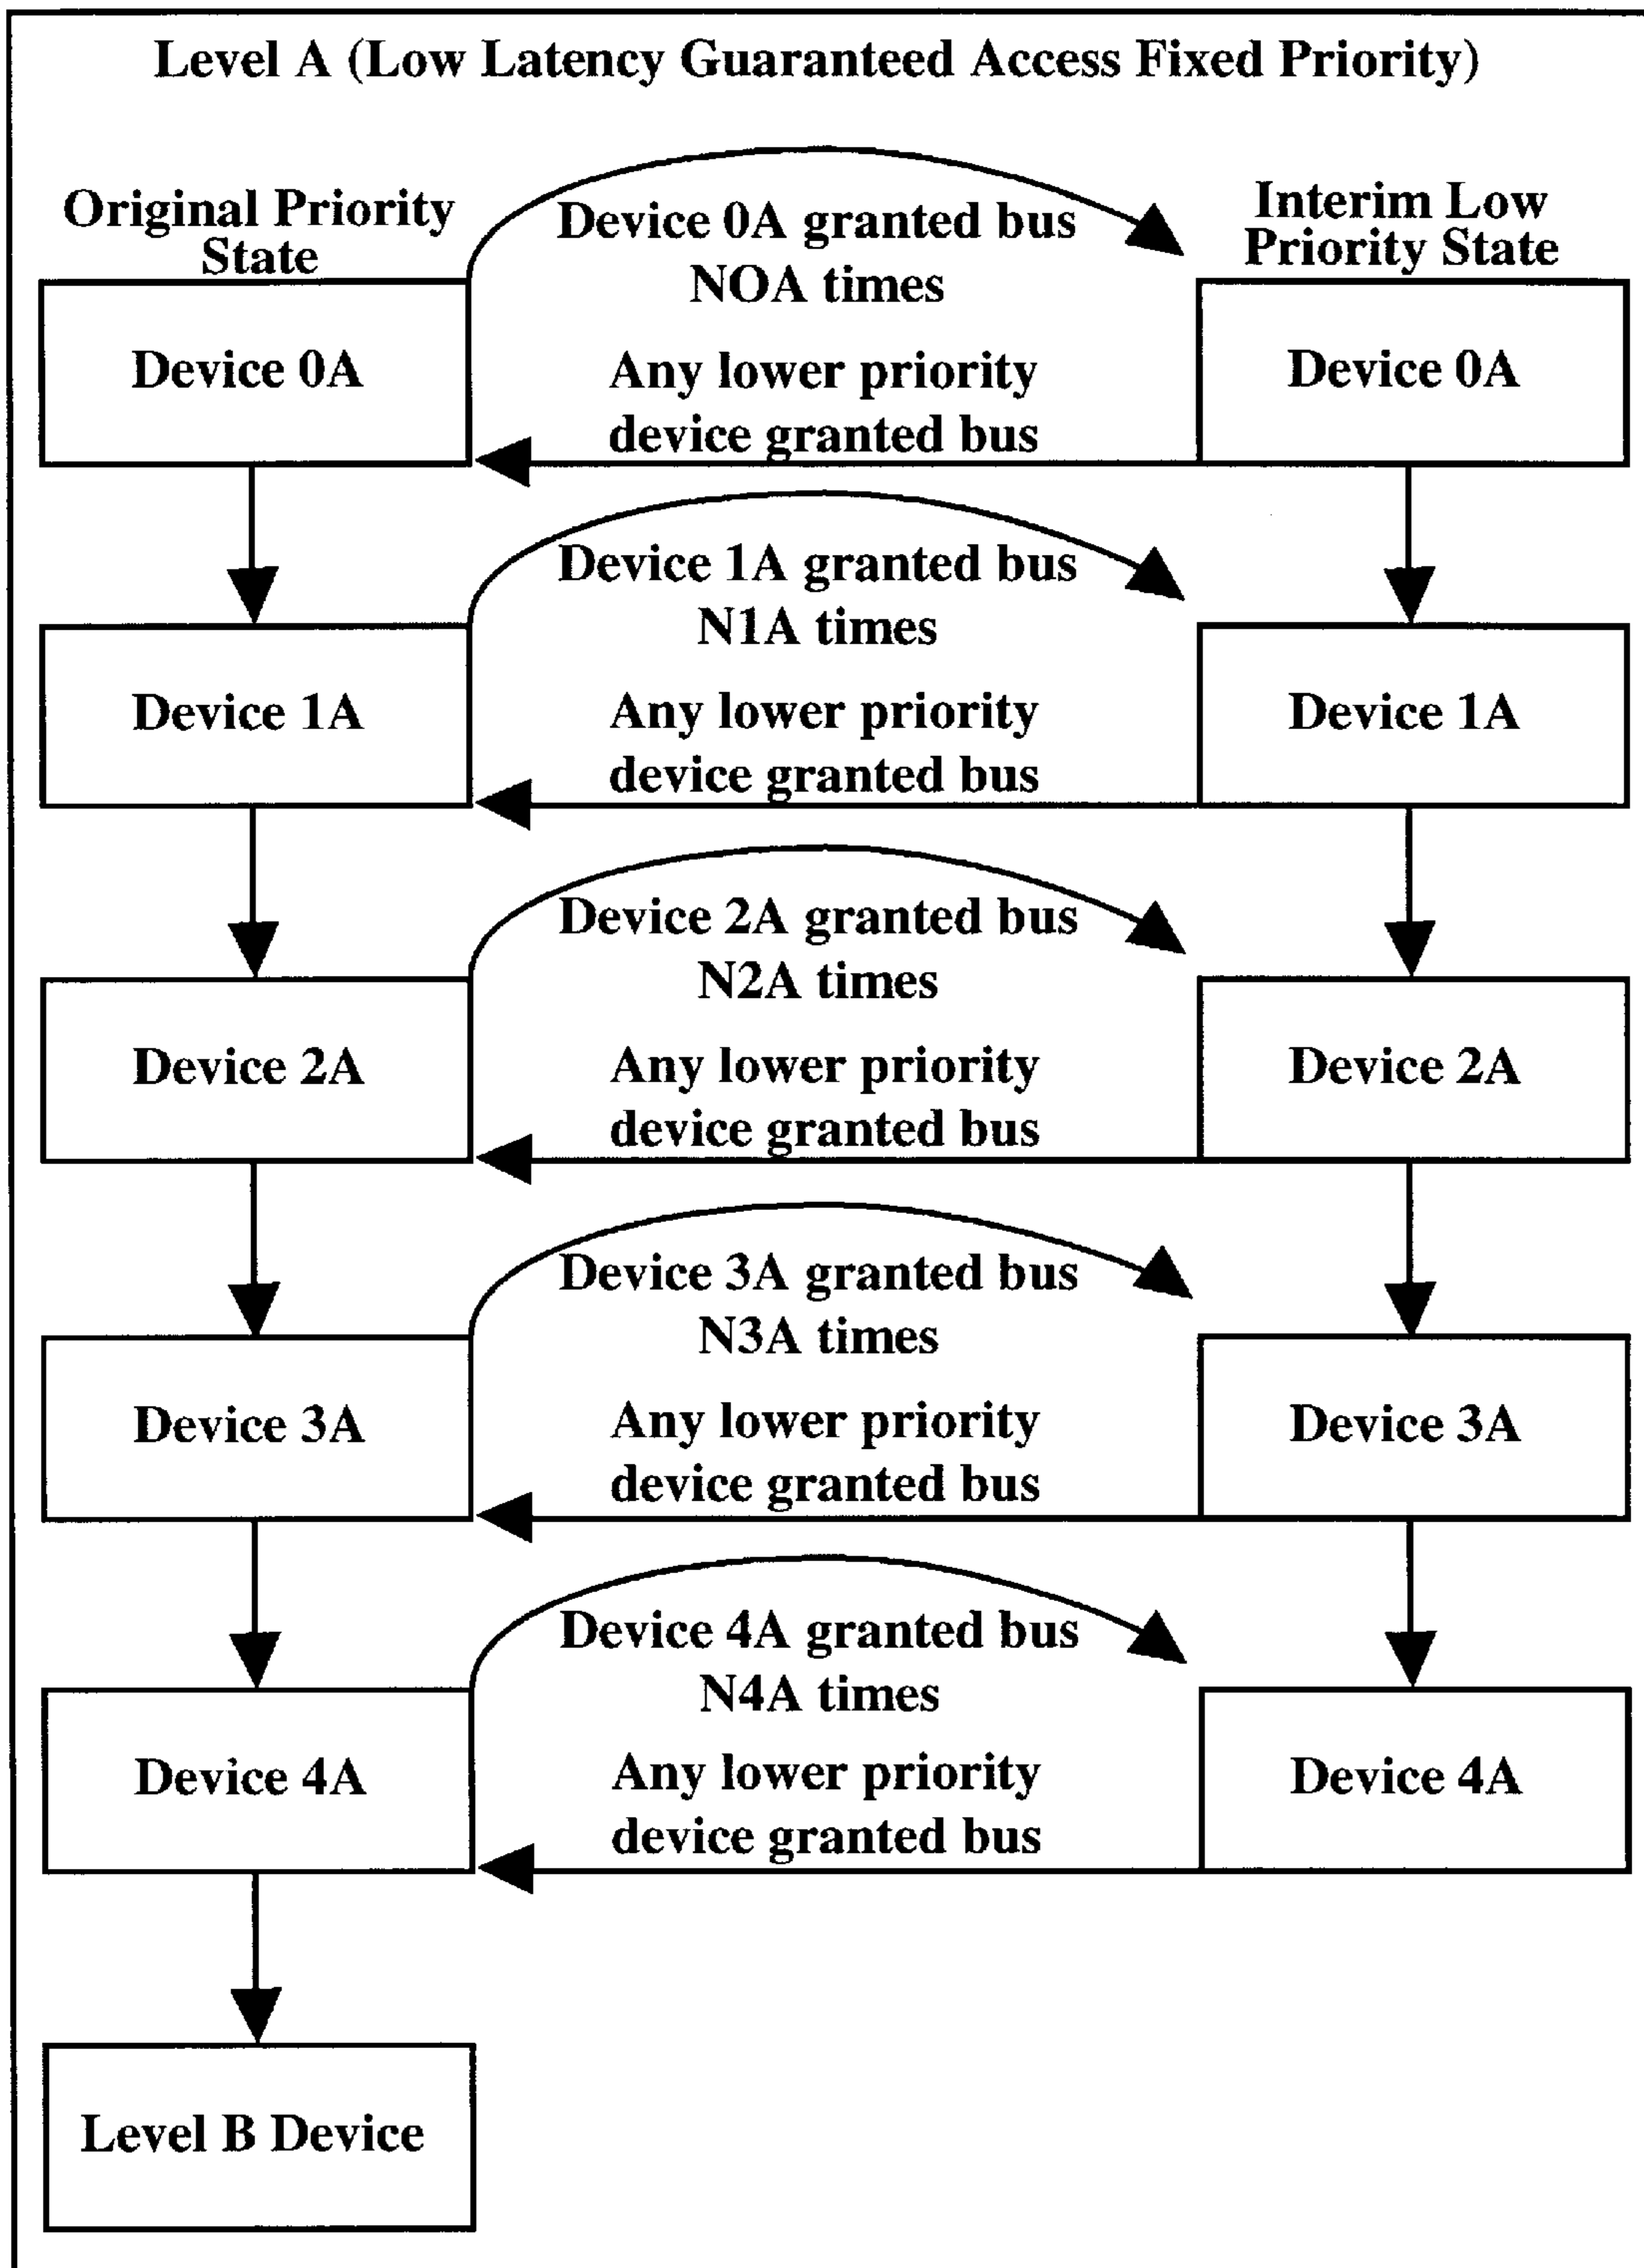 Level A (Low Latency Guaranteed Access Fixed Priority)
Original Priority
State
Interim Low
Priority State
Device 0A granted bus
NOA times
Device 0A
Any lower priority
device granted bus
Device 0A
Device 1A granted bus
N1A times
Device 1A
Any lower priority
device granted bus
Device 1A
Device 2A granted bus
N2A times
Device 2A
Any lower priority
device granted bus
Device 2A
Device 3A granted bus
N3A times
Device 3A
Any lower priority
device granted bus
Device 3A
Device 4A granted bus
N4A times
Device 4A
Any lower priority
device granted bus
Device 4A
Level B Device